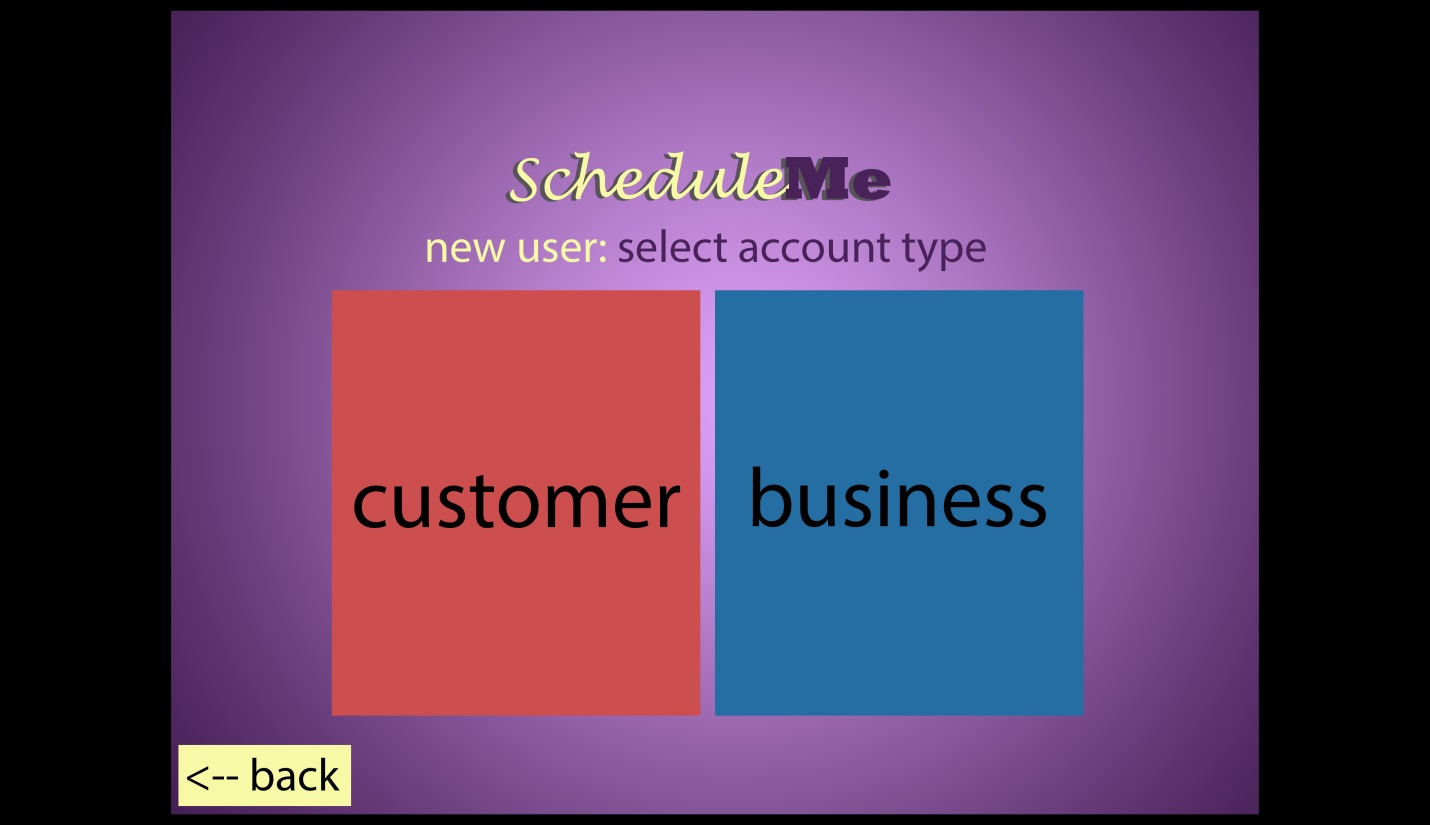 ScheduleMe
new user: select account type
customer
business
<-- back